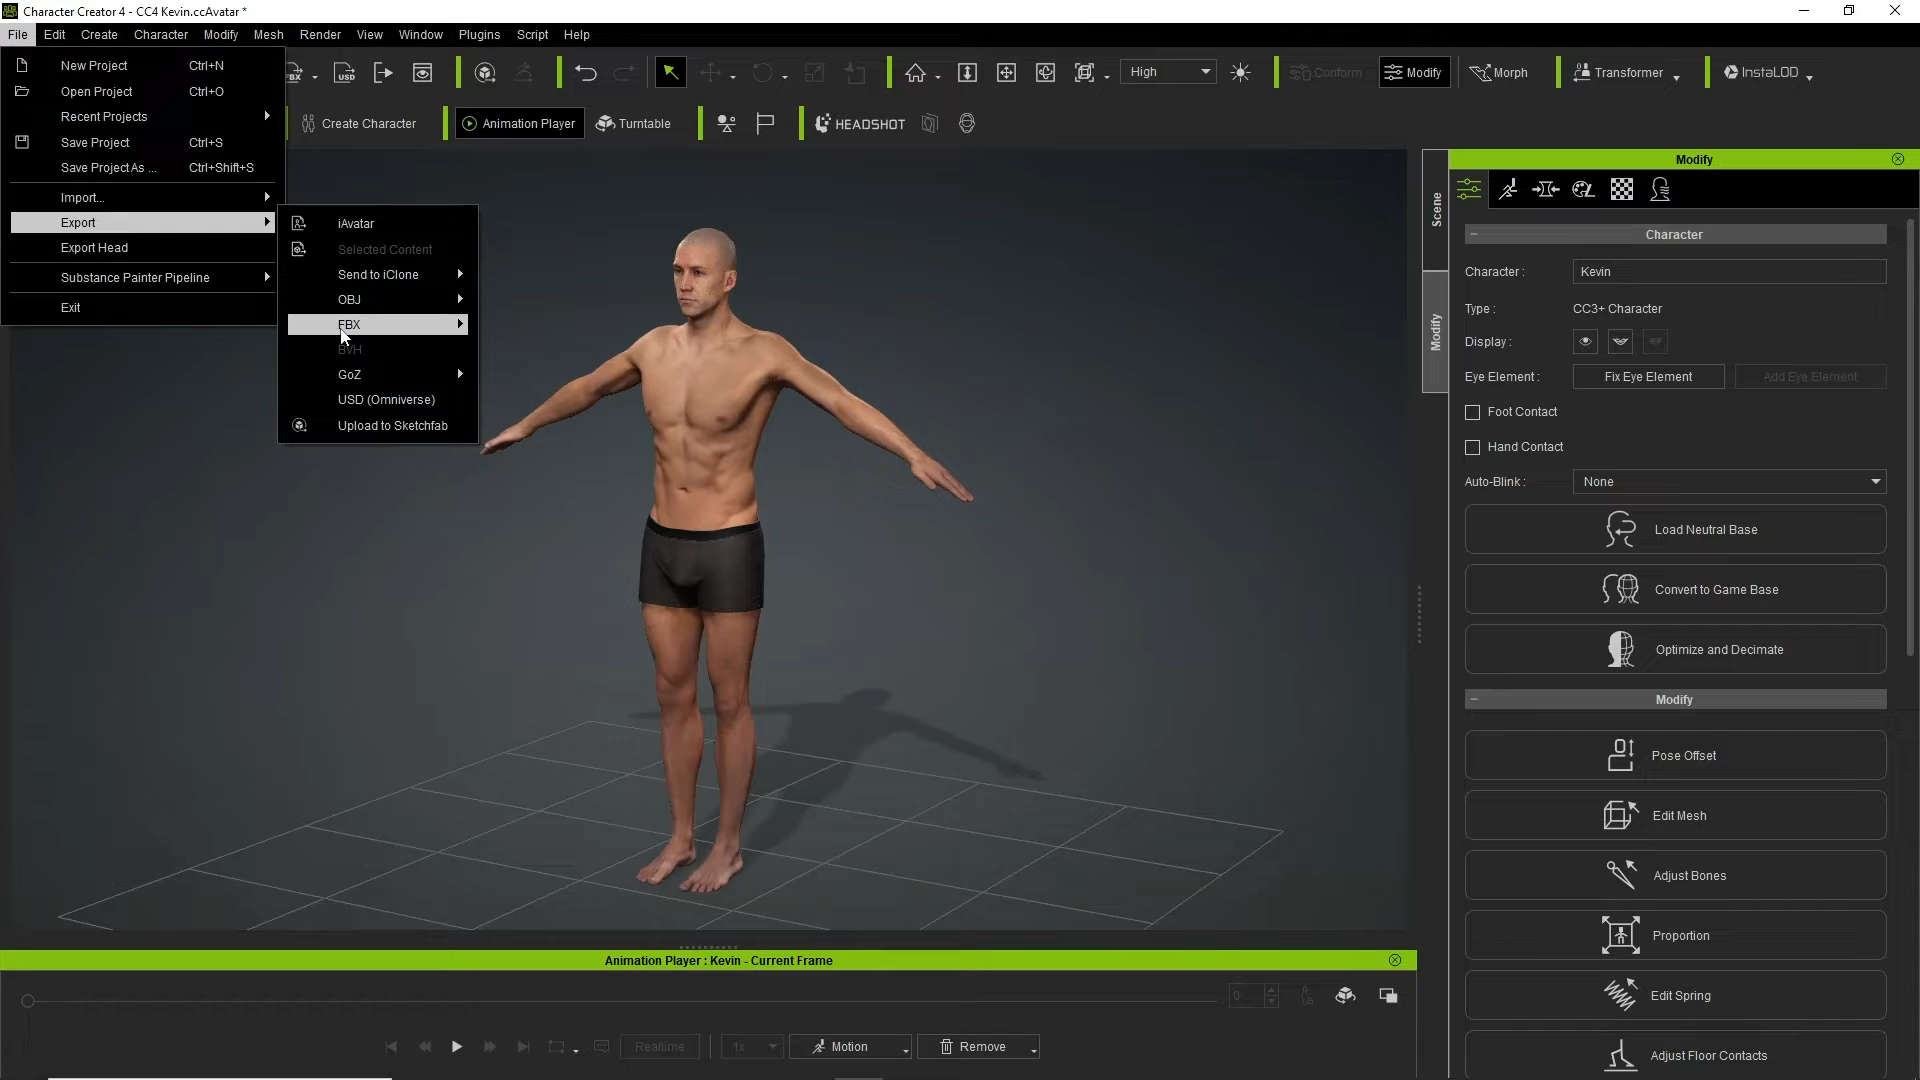 Character Creator 4 - CC4 Kevin.ccAvatar *
File Edit Create Character Modify Mesh Render View Window Plugins Script Help
New Project Ctrl+N
Open Project Ctrl+O
Recent Projects
Save Project Ctrl+S
Save Project As ... Ctrl+Shift+S
Import...
Export
Export Head
Substance Painter Pipeline
Exit
iAvatar
Selected Content
Send to iClone
OBJ
FBX
BVH
GoZ
USD (Omniverse)
Upload to Sketchfab
FBX USD High Conform Modify Morph Transformer InstaLOD
Create Character Animation Player Turntable HEADSHOT
Scene
Modify
Modify
Character
Character : Kevin
Type : CC3+ Character
Display :
Eye Element : Fix Eye Element Add Eye Element
Foot Contact
Hand Contact
Auto-Blink : None
Load Neutral Base
Convert to Game Base
Optimize and Decimate
Modify
Pose Offset
Edit Mesh
Adjust Bones
Proportion
Edit Spring
Adjust Floor Contacts
Animation Player : Kevin - Current Frame
0
Realtime 1x Motion Remove